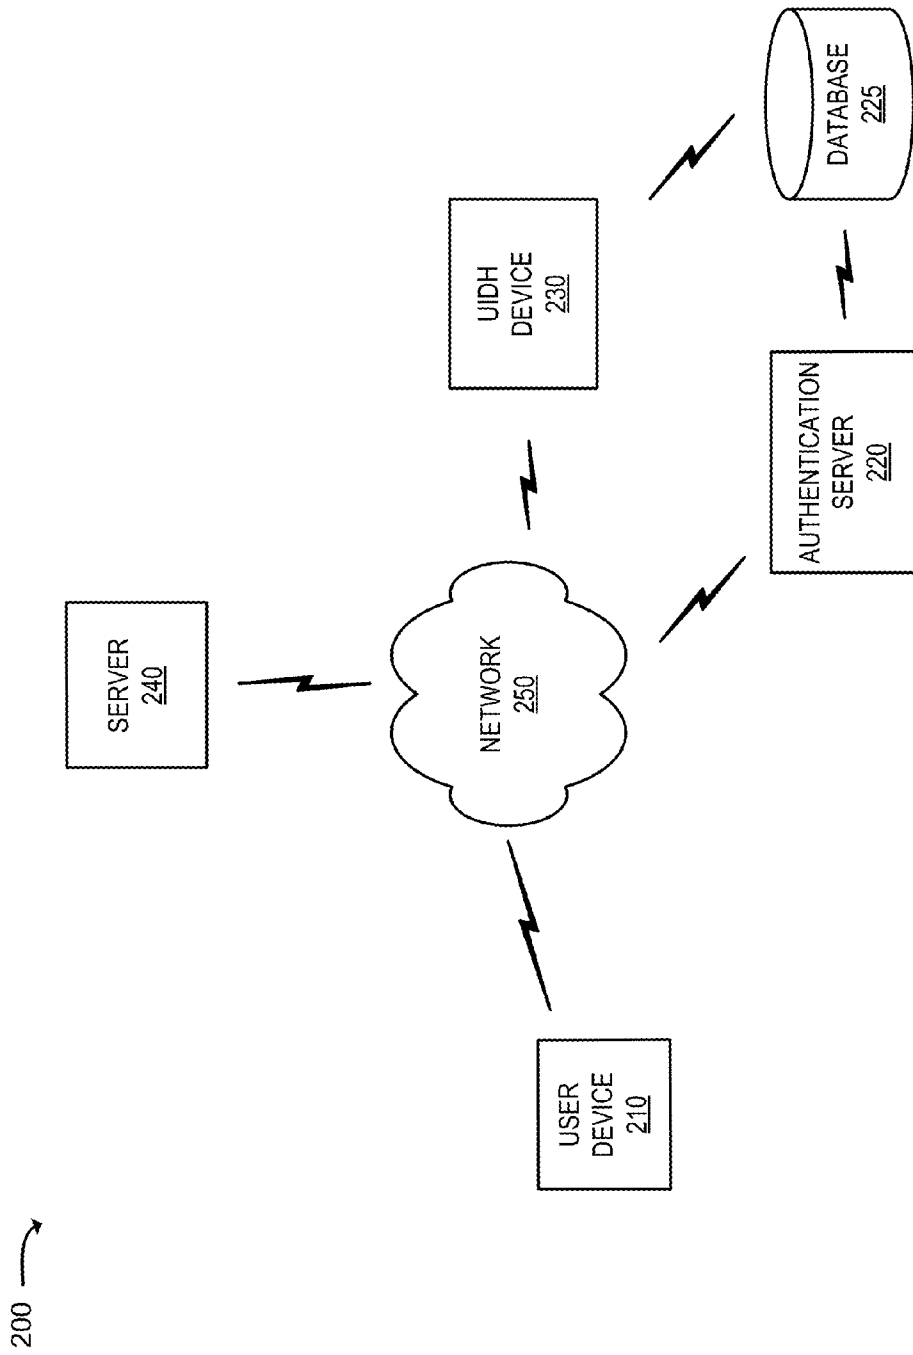 200
SERVER
240
USER
DEVICE
210
NETWORK
250
UIDH
DEVICE
230
AUTHENTICATION
SERVER
220
DATABASE
225